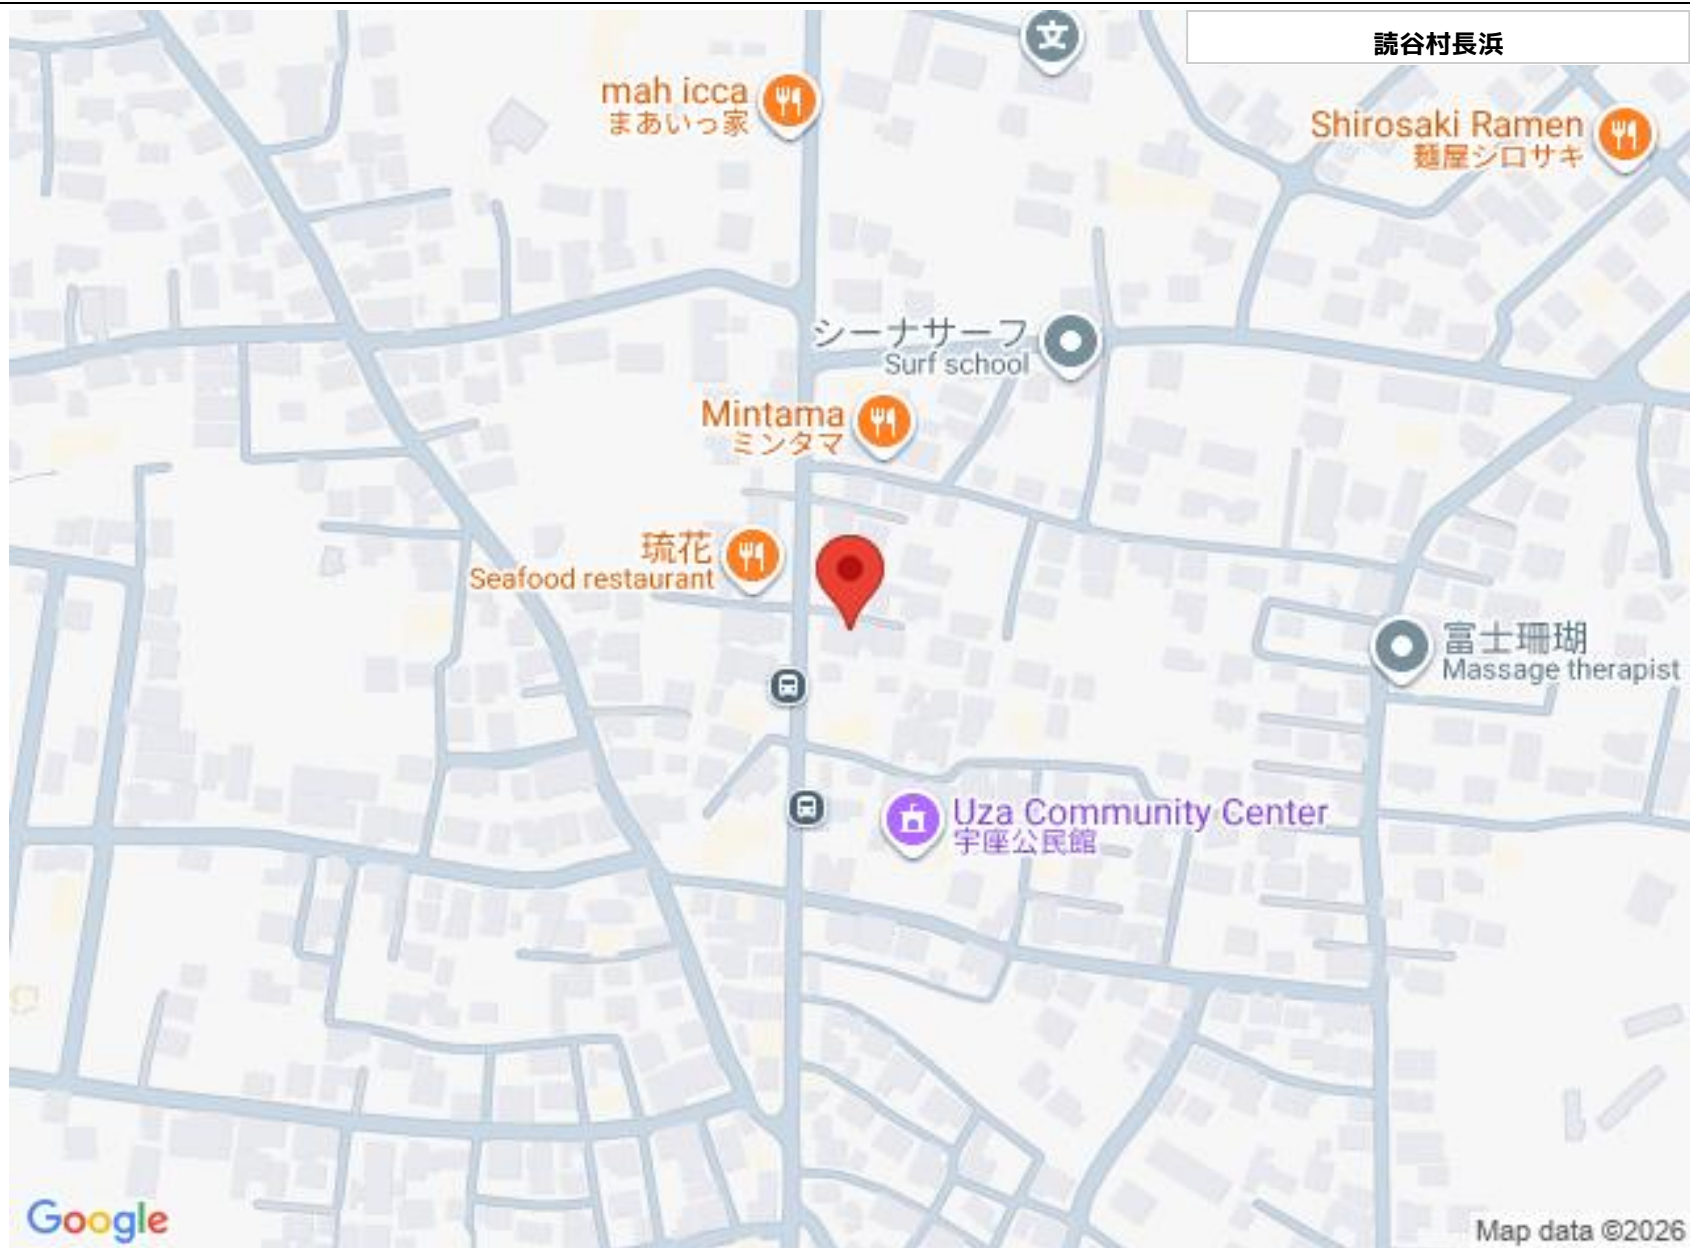 読谷村長浜
文
mah icca
まあいっ家
Shirosaki Ramen
麺屋シロサキ
シーナサーフ
Surf school
Mintama
ミンタマ
琉花
Seafood restaurant
富士珊瑚
Massage therapist
Uza Community Center
宇座公民館
Google
Map data ©2026